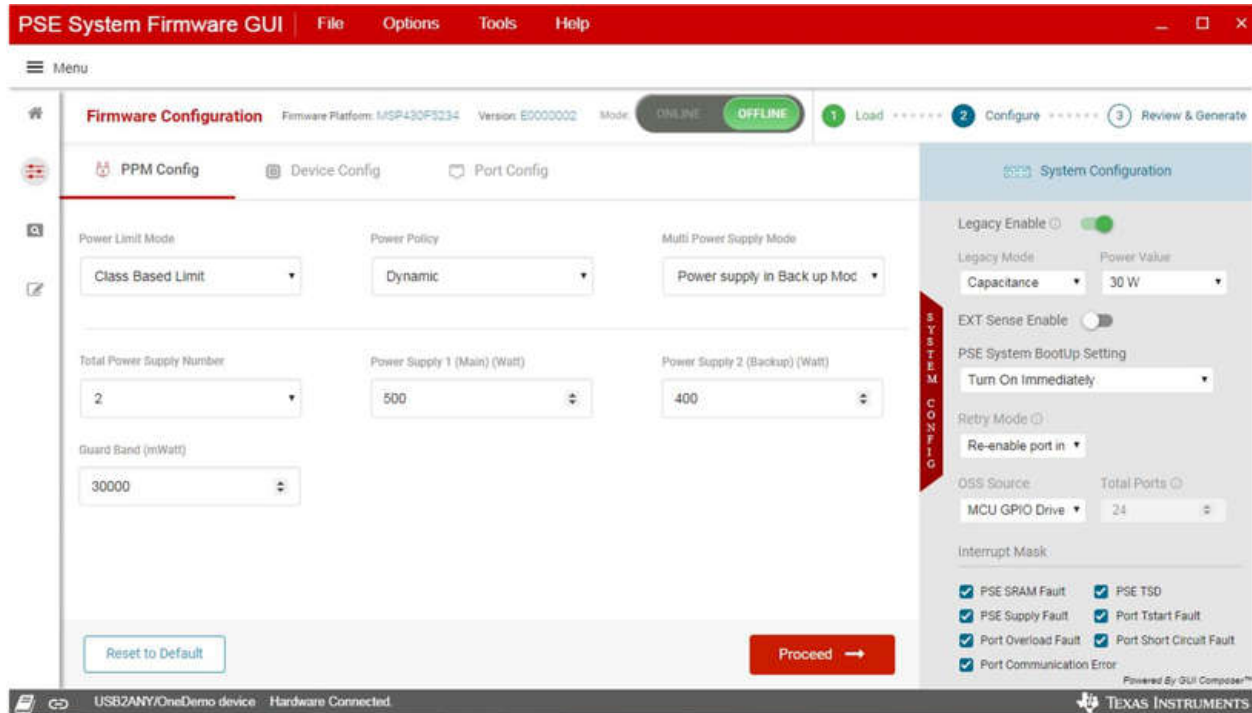 PSE System Firmware GUI File Options Tools Help
Menu
Firmware Configuration Firmware Platform: MSP430F5234 Version: E0000002 Mode: ONLINE OFFLINE 1 Load 2 Configure 3 Review & Generate
PPM Config Device Config Port Config
System Configuration
Power Limit Mode Power Policy Multi Power Supply Mode
Class Based Limit Dynamic Power supply in Back up Moc
Total Power Supply Number Power Supply 1 (Main) (Watt) Power Supply 2 (Backup) (Watt)
2 500 400
Guard Band (mWatt)
30000
Reset to Default Proceed
SYSTEM CONFIG
Legacy Enable
Legacy Mode Power Value
Capacitance 30 W
EXT Sense Enable
PSE System BootUp Setting
Turn On Immediately
Retry Mode
Re-enable port in
OSS Source Total Ports
MCU GPIO Drive 24
Interrupt Mask
PSE SRAM Fault PSE TSD
PSE Supply Fault Port Tstart Fault
Port Overload Fault Port Short Circuit Fault
Port Communication Error
Powered By GUI Composer™
USB2ANY/OneDemo device Hardware Connected.
TEXAS INSTRUMENTS